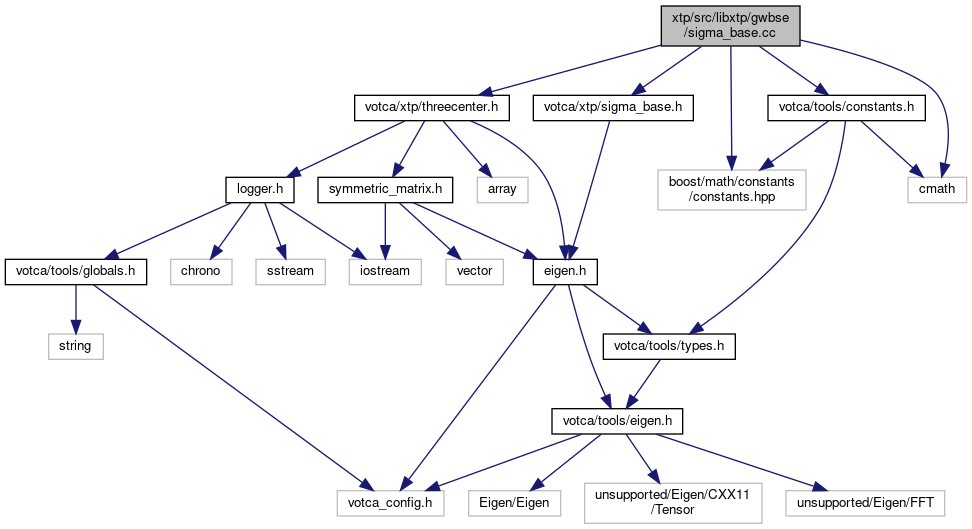 xtp/src/libxtp/gwbse
/sigma_base.cc
votca/xtp/threecenter.h
votca/xtp/sigma_base.h
votca/tools/constants.h
logger.h
symmetric_matrix.h
array
boost/math/constants
/constants.hpp
cmath
votca/tools/globals.h
chrono
sstream
iostream
vector
eigen.h
string
votca/tools/types.h
votca/tools/eigen.h
votca_config.h
Eigen/Eigen
unsupported/Eigen/CXX11
/Tensor
unsupported/Eigen/FFT